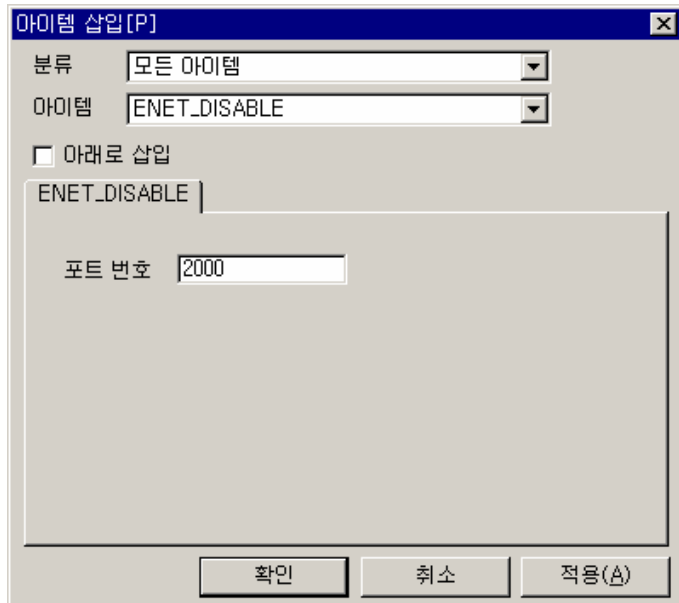 아이템 삽입[P]
분류 모든 아이템
아이템 ENET_DISABLE
아래로 삽입
ENET_DISABLE
포트 번호 2000
확인 취소 적용(A)